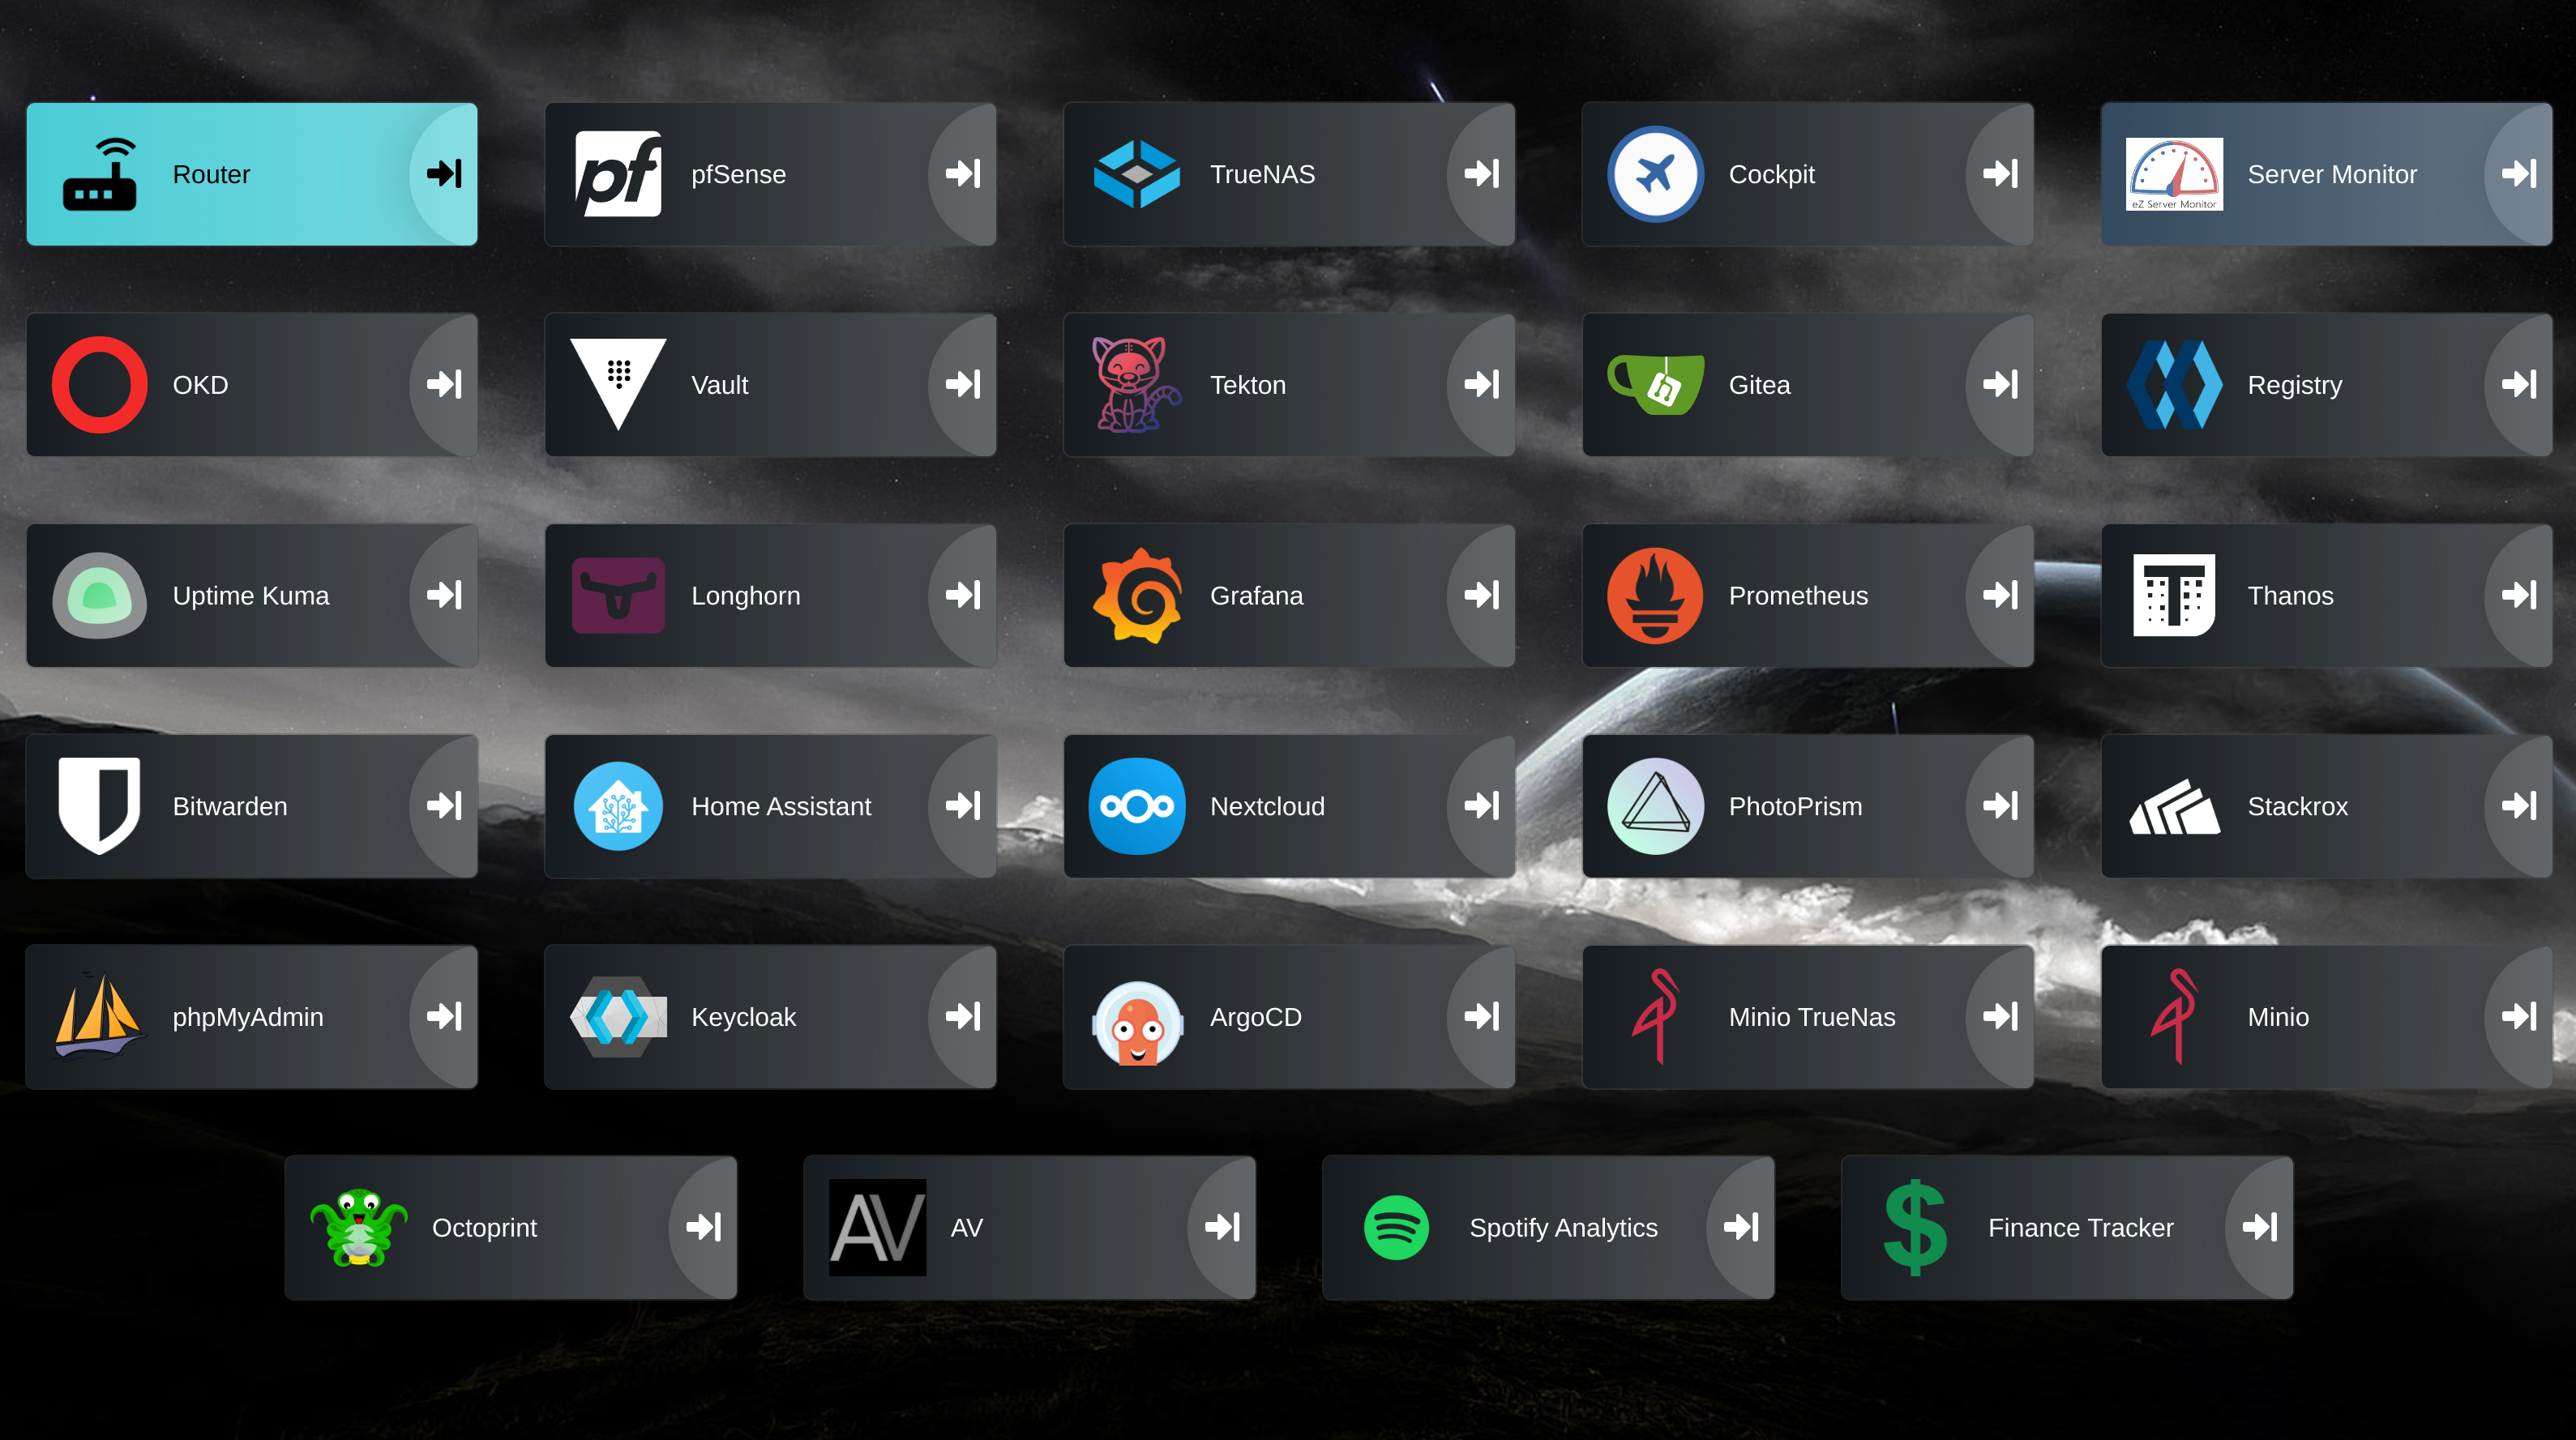 Router
pf
pfSense
TrueNAS
Cockpit
eZ Server Monitor
Server Monitor
OKD
Vault
Tekton
Gitea
Registry
Uptime Kuma
Longhorn
Grafana
Prometheus
T
Thanos
Bitwarden
Home Assistant
Nextcloud
PhotoPrism
Stackrox
phpMyAdmin
Keycloak
ArgoCD
Minio TrueNas
Minio
Octoprint
AV
AV
Spotify Analytics
$
Finance Tracker